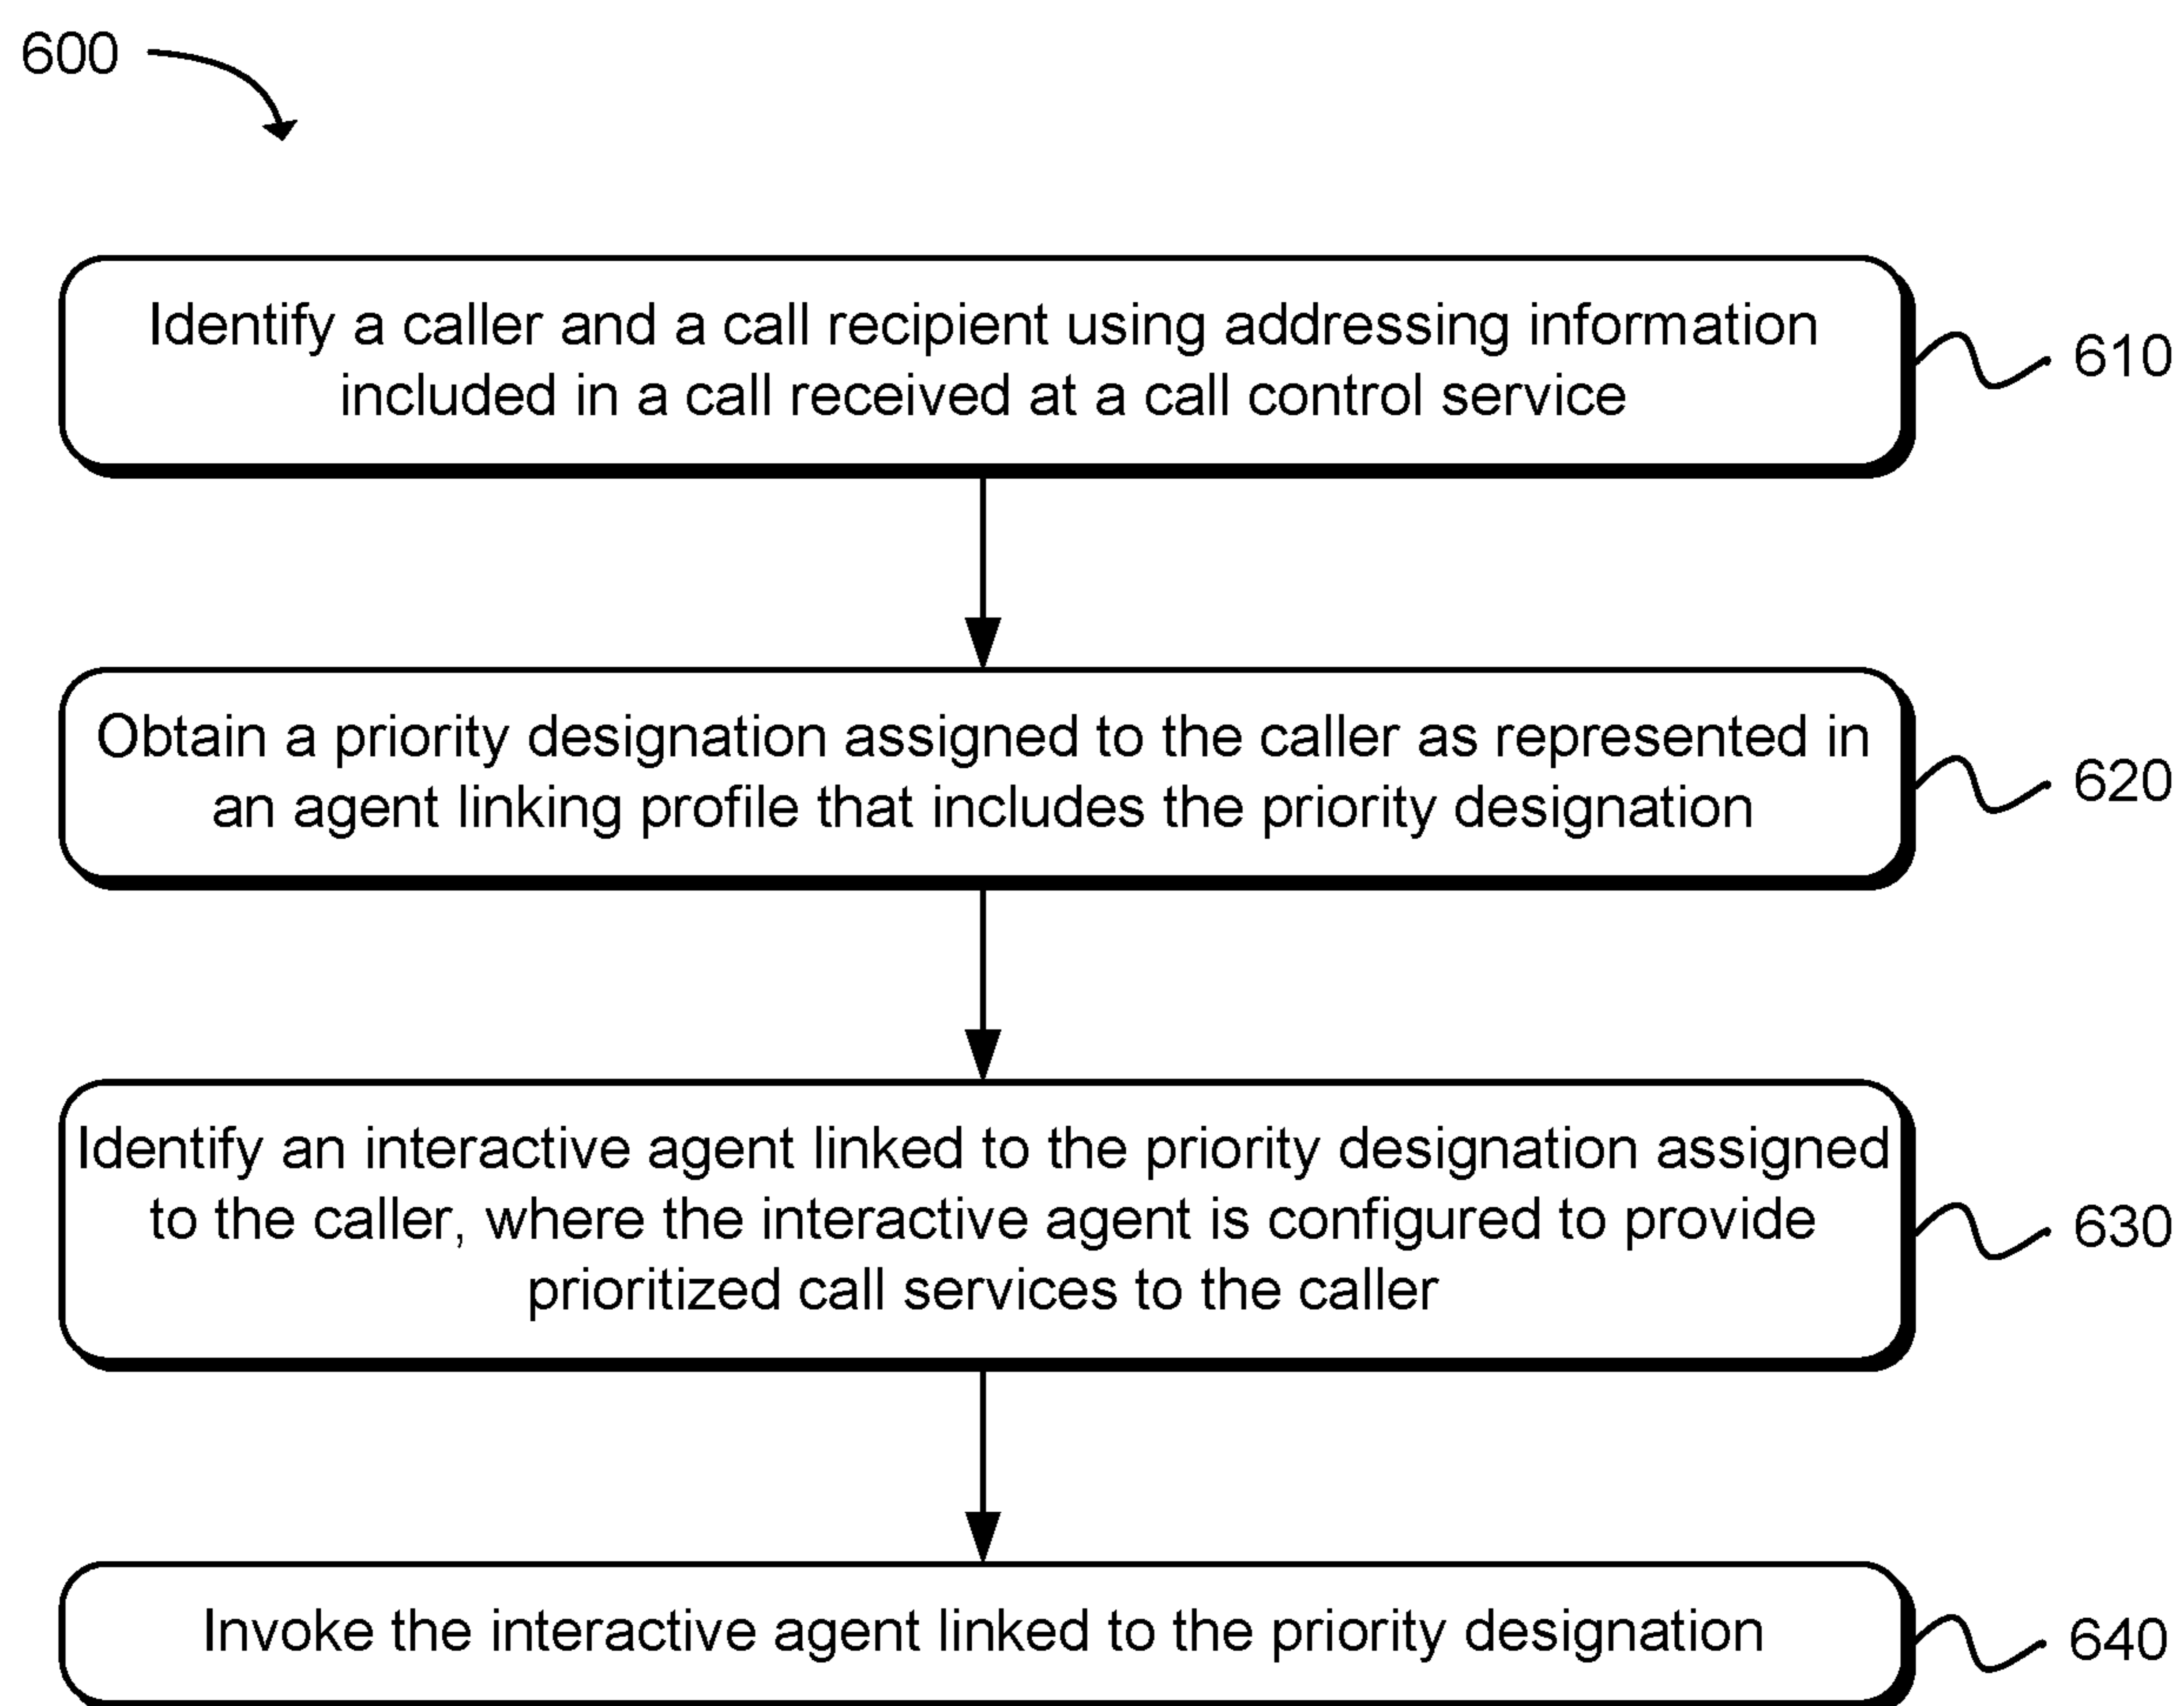 600
Identify a caller and a call recipient using addressing information
included in a call received at a call control service
610
Obtain a priority designation assigned to the caller as represented in
an agent linking profile that includes the priority designation
620
Identify an interactive agent linked to the priority designation assigned
to the caller, where the interactive agent is configured to provide
prioritized call services to the caller
630
Invoke the interactive agent linked to the priority designation
640